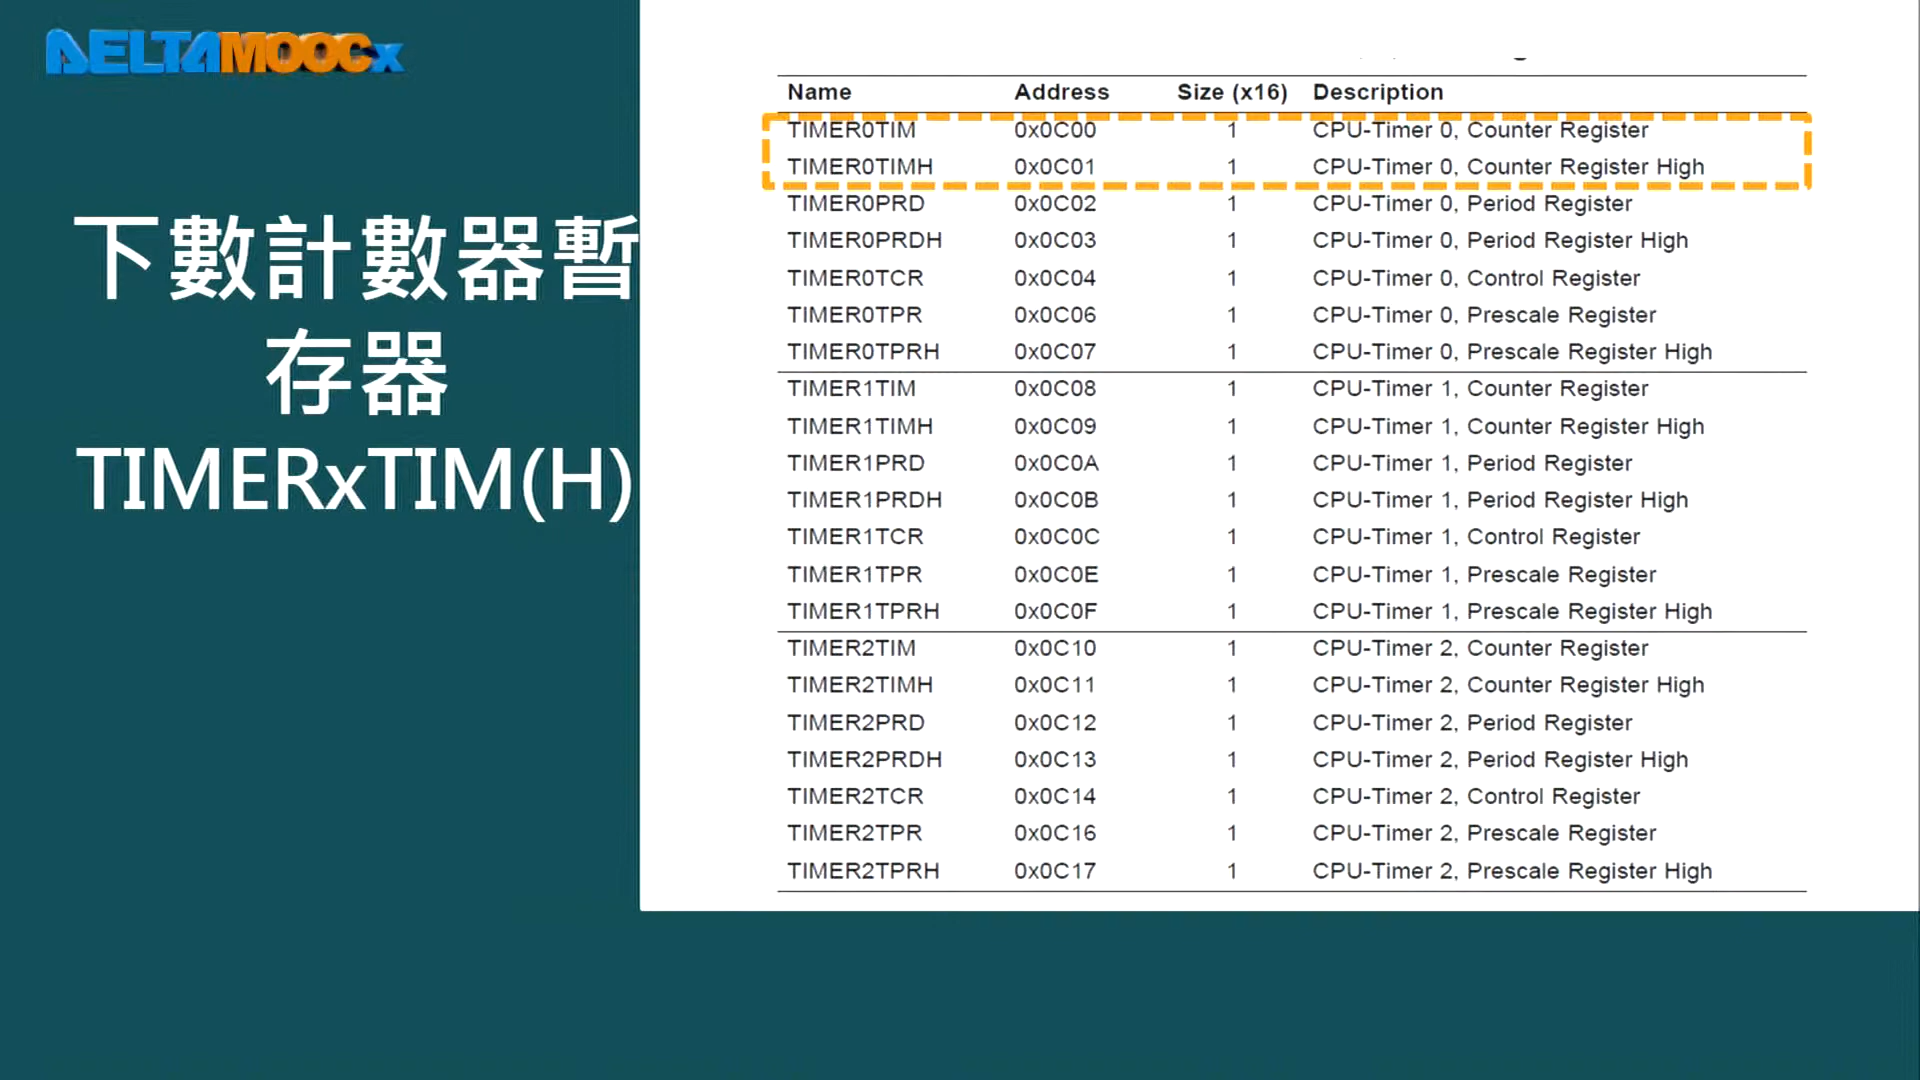 DELTAMOOCx
下數計數器暫
存器
TIMERxTIM(H)
Name Address Size (x16) Description
TIMER0TIM 0x0C00 1 CPU-Timer 0, Counter Register
TIMER0TIMH 0x0C01 1 CPU-Timer 0, Counter Register High
TIMER0PRD 0x0C02 1 CPU-Timer 0, Period Register
TIMER0PRDH 0x0C03 1 CPU-Timer 0, Period Register High
TIMER0TCR 0x0C04 1 CPU-Timer 0, Control Register
TIMER0TPR 0x0C06 1 CPU-Timer 0, Prescale Register
TIMER0TPRH 0x0C07 1 CPU-Timer 0, Prescale Register High
TIMER1TIM 0x0C08 1 CPU-Timer 1, Counter Register
TIMER1TIMH 0x0C09 1 CPU-Timer 1, Counter Register High
TIMER1PRD 0x0C0A 1 CPU-Timer 1, Period Register
TIMER1PRDH 0x0C0B 1 CPU-Timer 1, Period Register High
TIMER1TCR 0x0C0C 1 CPU-Timer 1, Control Register
TIMER1TPR 0x0C0E 1 CPU-Timer 1, Prescale Register
TIMER1TPRH 0x0C0F 1 CPU-Timer 1, Prescale Register High
TIMER2TIM 0x0C10 1 CPU-Timer 2, Counter Register
TIMER2TIMH 0x0C11 1 CPU-Timer 2, Counter Register High
TIMER2PRD 0x0C12 1 CPU-Timer 2, Period Register
TIMER2PRDH 0x0C13 1 CPU-Timer 2, Period Register High
TIMER2TCR 0x0C14 1 CPU-Timer 2, Control Register
TIMER2TPR 0x0C16 1 CPU-Timer 2, Prescale Register
TIMER2TPRH 0x0C17 1 CPU-Timer 2, Prescale Register High